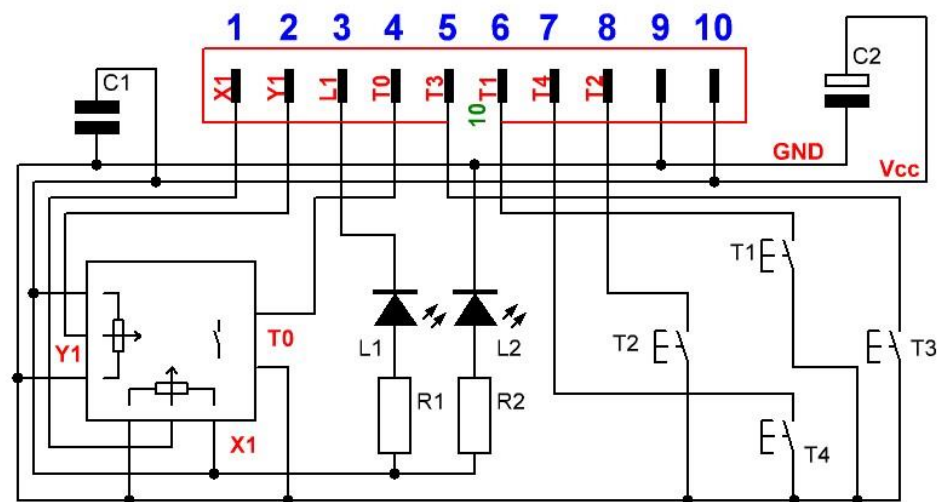 1 2 3 4 5 6 7 8 9 10
C1
C2
X1 Y1 L1 T0 T3 T1 T4 T2
10
GND
Vcc
T1
T0
L1
L2
T2
T3
Y1
R1
R2
X1
T4